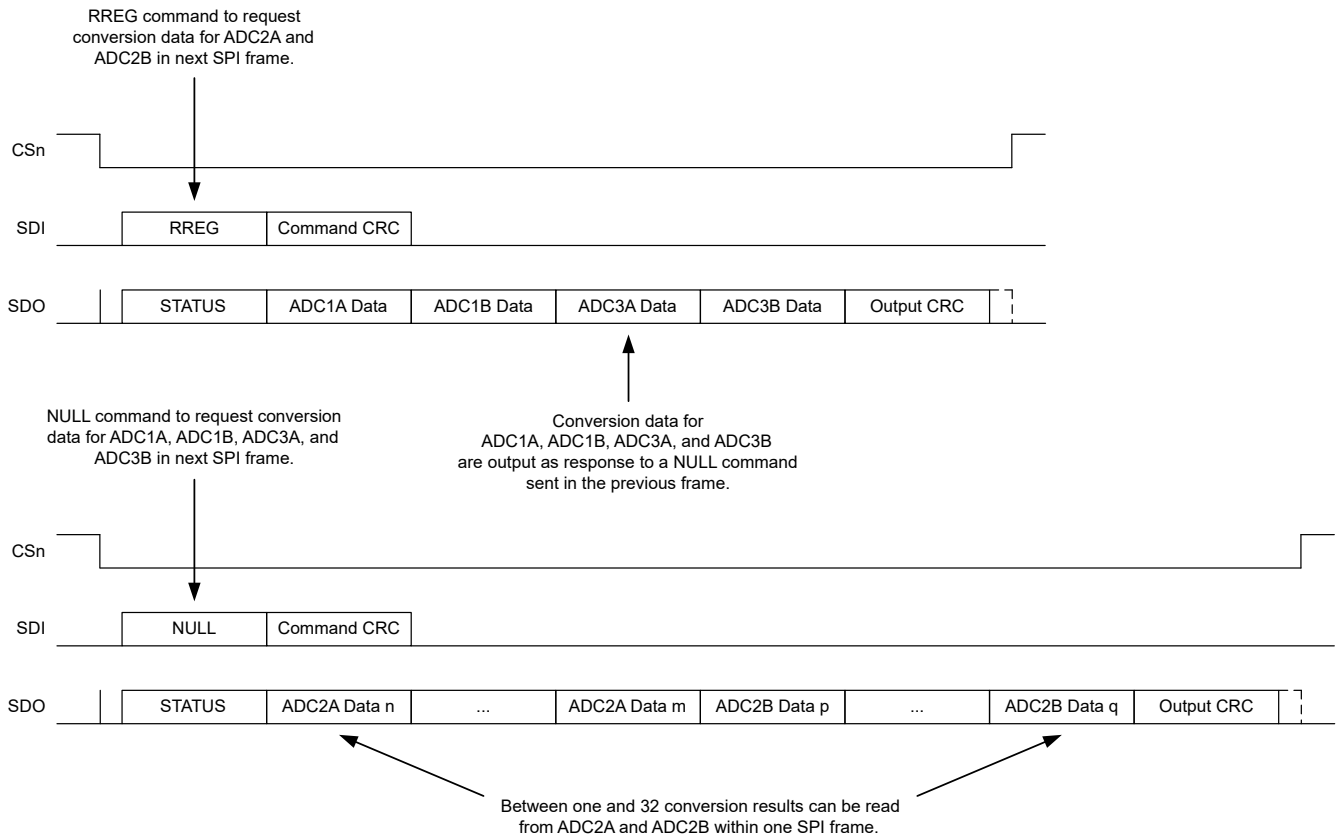 RREG command to request
conversion data for ADC2A and
ADC2B in next SPI frame.
CSn
SDI RREG Command CRC
SDO STATUS ADC1A Data ADC1B Data ADC3A Data ADC3B Data Output CRC
NULL command to request conversion
data for ADC1A, ADC1B, ADC3A, and
ADC3B in next SPI frame.
Conversion data for
ADC1A, ADC1B, ADC3A, and ADC3B
are output as response to a NULL command
sent in the previous frame.
CSn
SDI NULL Command CRC
SDO STATUS ADC2A Data n ... ADC2A Data m ADC2B Data p ... ADC2B Data q Output CRC
Between one and 32 conversion results can be read
from ADC2A and ADC2B within one SPI frame.